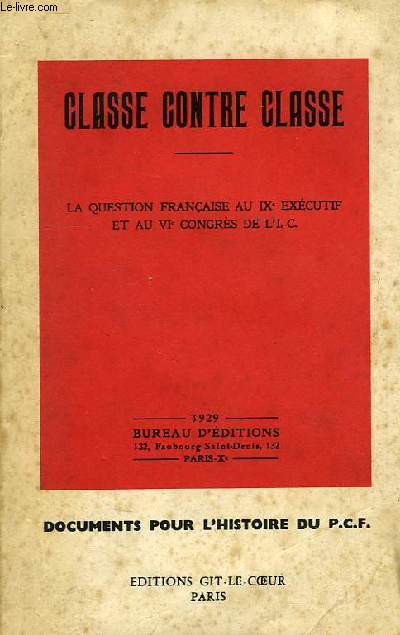 Le-livre.com
CLASSE CONTRE CLASSE
LA QUESTION FRANÇAISE AU IXe EXÉCUTIF
ET AU VIe CONGRÈS DE L'I. C.
1929
BUREAU D'ÉDITIONS
132, Faubourg Saint-Denis, 132
PARIS-Xe
DOCUMENTS POUR L'HISTOIRE DU P.C.F.
EDITIONS GIT-LE-CŒUR
PARIS